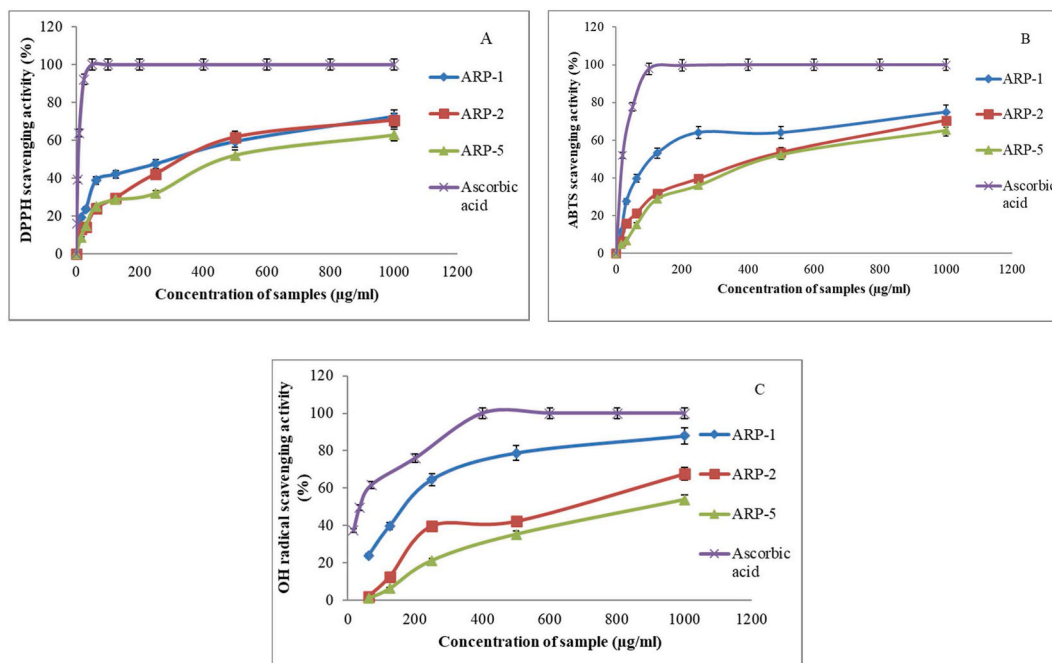 A
DPPH scavenging activity (%)
120
100
80
60
40
20
0
0 200 400 600 800 1000 1200
Concentration of samples (µg/ml)
ARP-1
ARP-2
ARP-5
Ascorbic
acid
B
ABTS scavenging activity (%)
120
100
80
60
40
20
0
0 200 400 600 800 1000 1200
Concentration of samples (µg/ml)
ARP-1
ARP-2
ARP-5
Ascorbic
acid
C
OH radical scavenging activity
(%)
120
100
80
60
40
20
0
0 200 400 600 800 1000 1200
Concentration of sample (µg/ml)
ARP-1
ARP-2
ARP-5
Ascorbic
acid